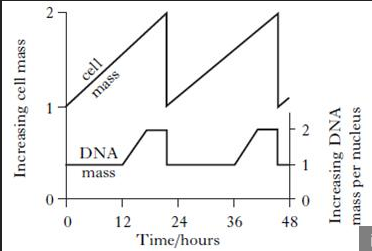 Increasing cell mass
2
1
0
cell
mass
DNA
mass
2
1
0
Increasing DNA
mass per nucleus
0 12 24 36 48
Time/hours